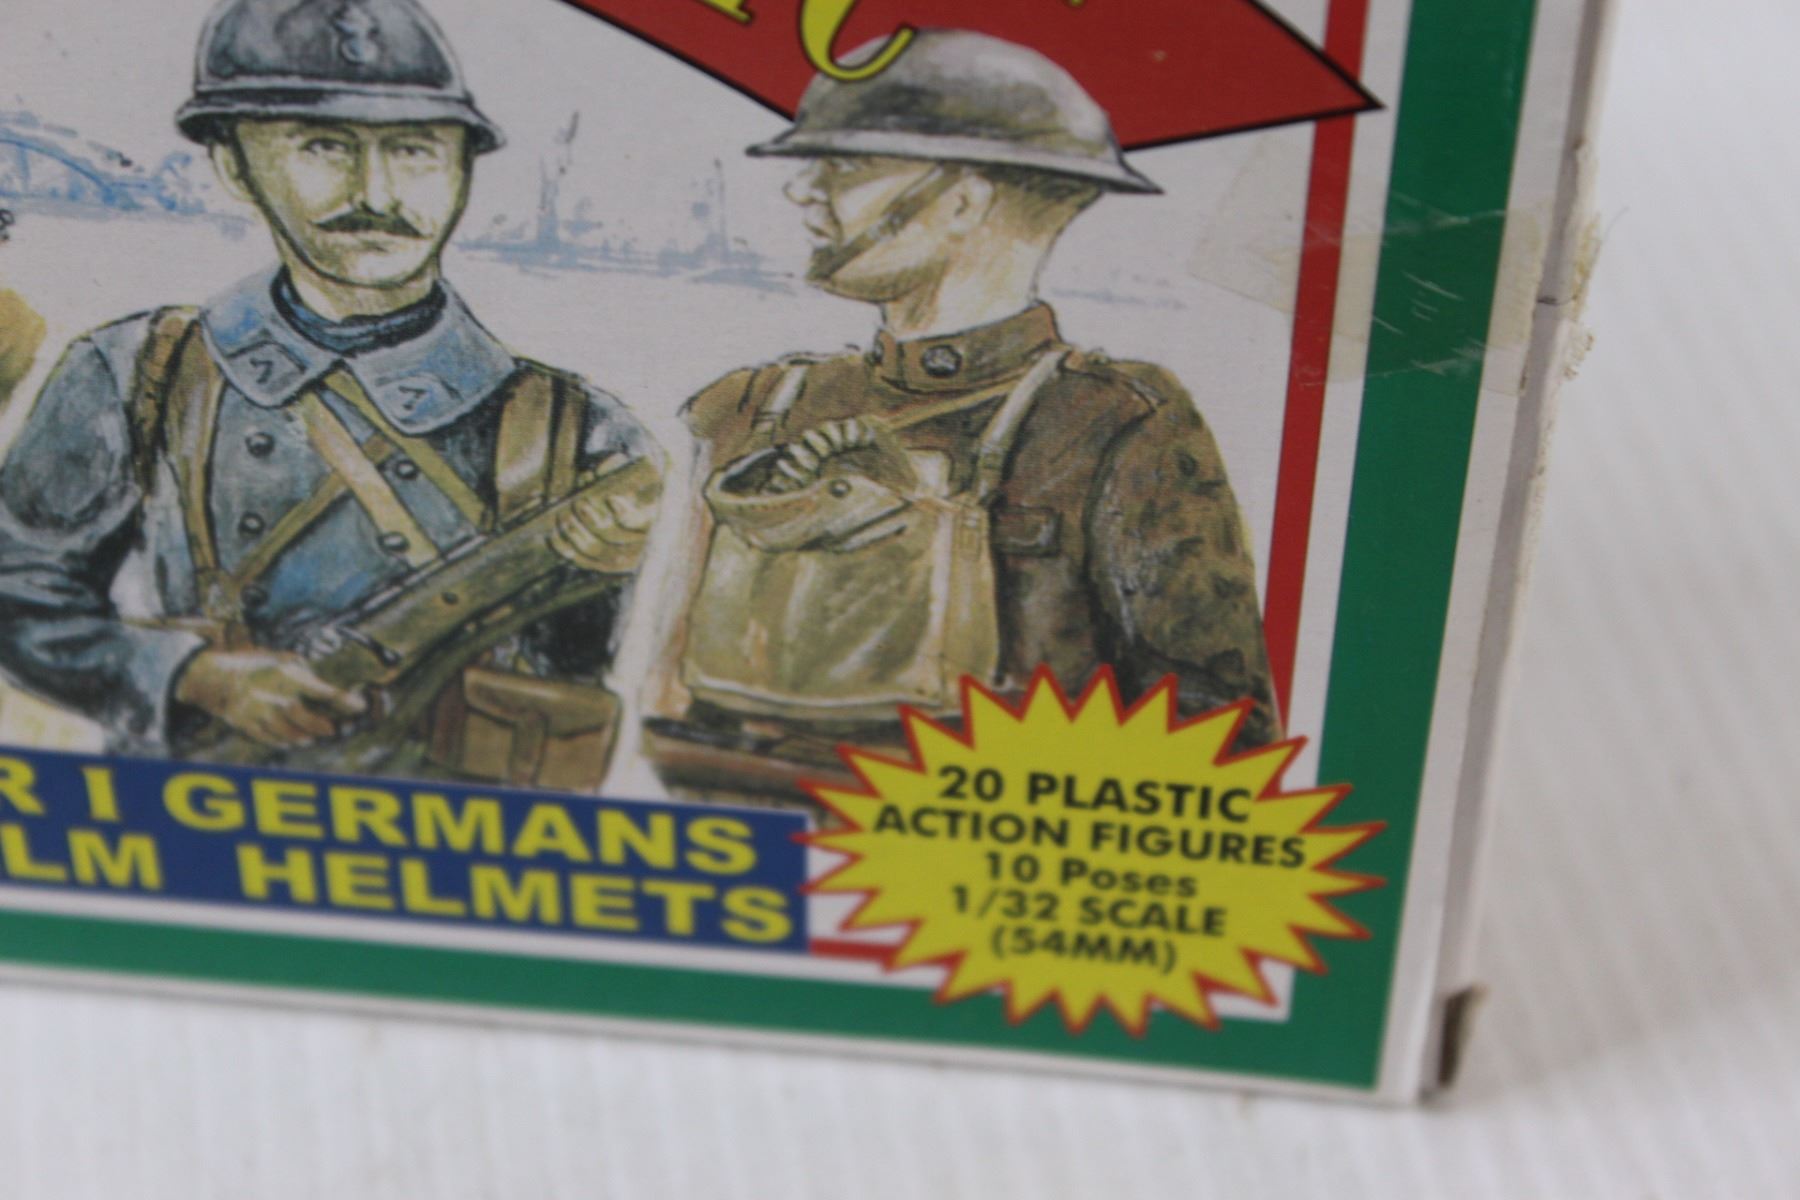 C
R I GERMANS
LM HELMETS
20 PLASTIC
ACTION FIGURES
10 Poses
1/32 SCALE
(54MM)